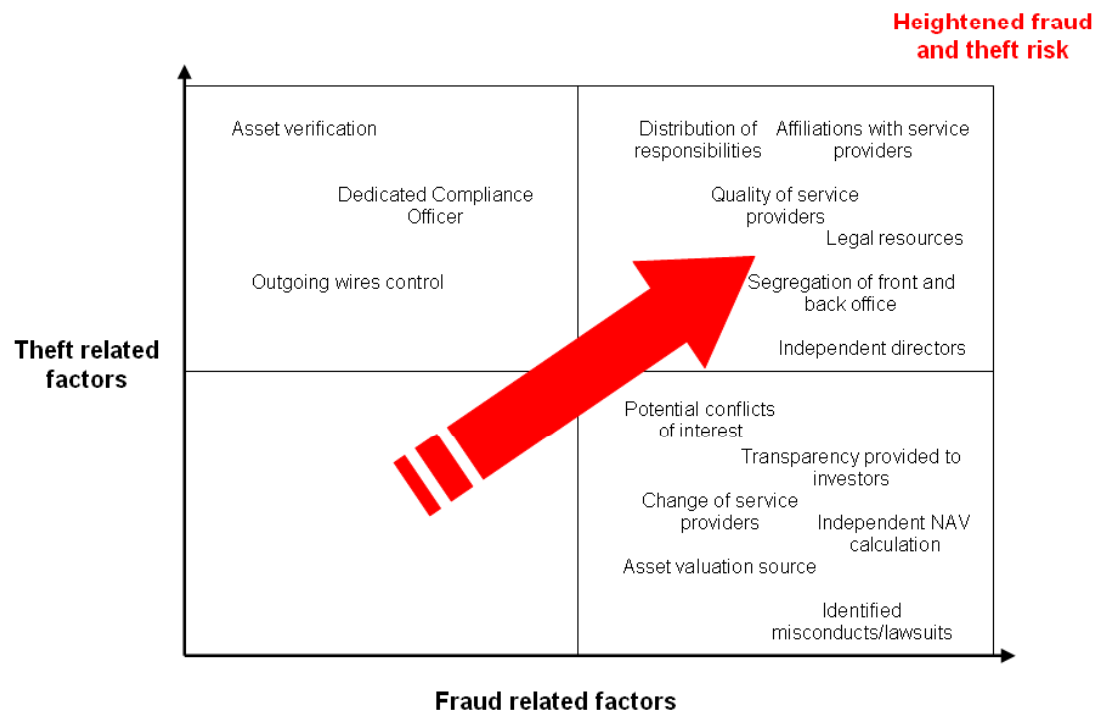 Heightened fraud
and theft risk
Asset verification
Dedicated Compliance
Officer
Outgoing wires control
Distribution of
responsibilities
Affiliations with service
providers
Quality of service
providers
Legal resources
Segregation of front and
back office
Independent directors
Theft related
factors
Potential conflicts
of interest
Transparency provided to
investors
Change of service
providers
Independent NAV
calculation
Asset valuation source
Identified
misconducts/lawsuits
Fraud related factors